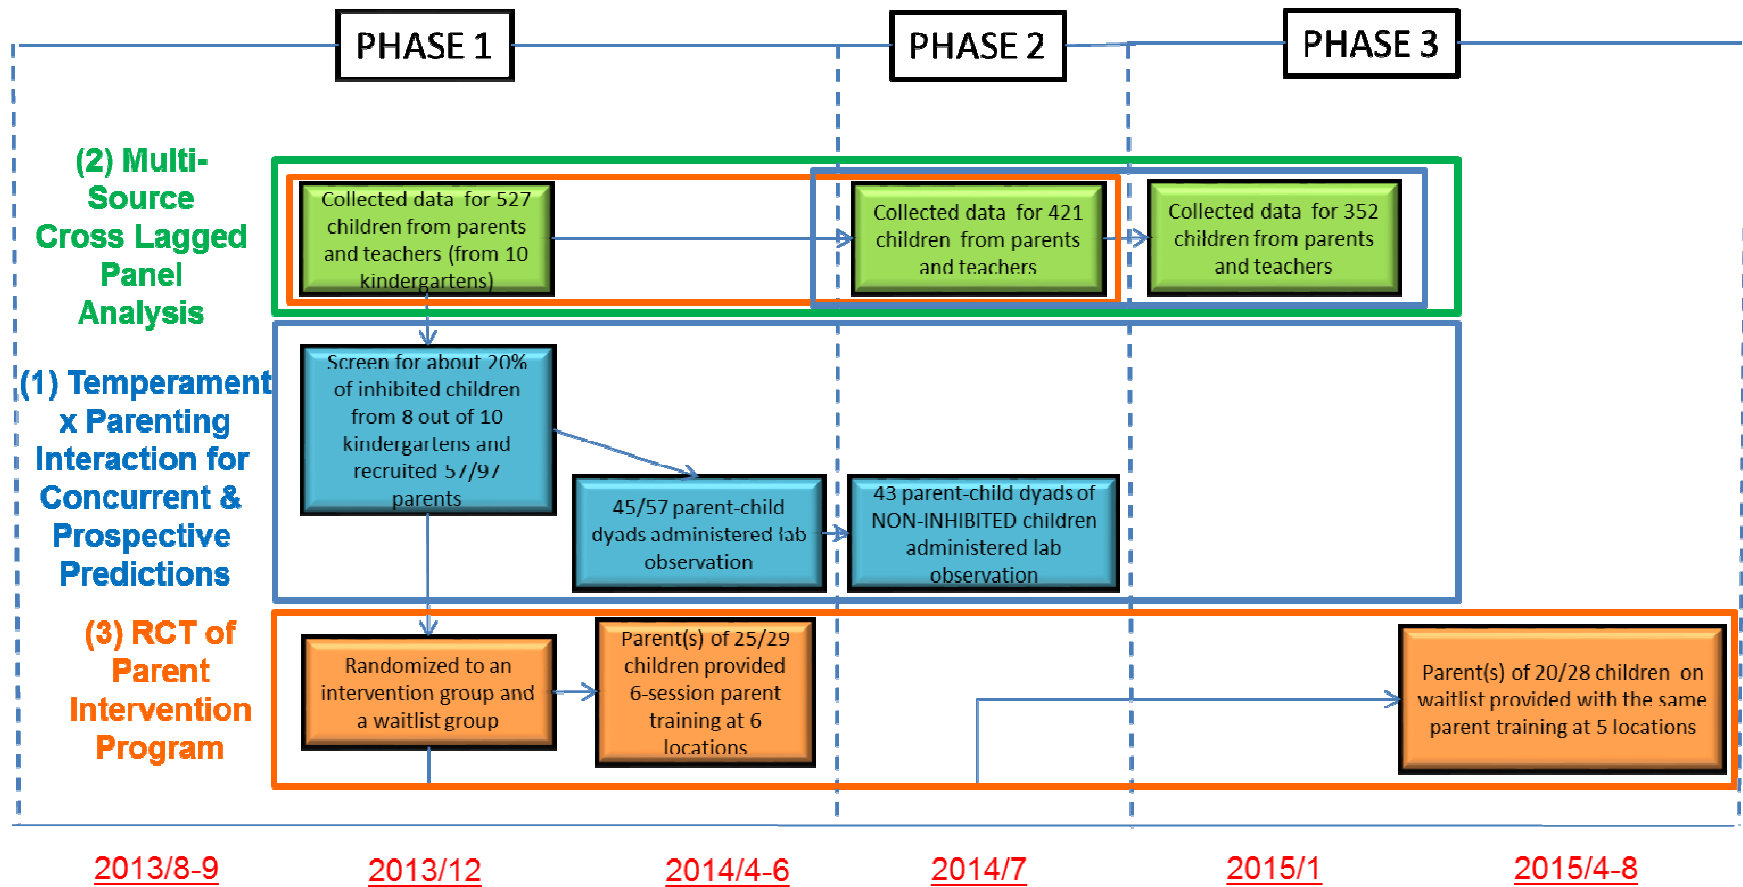 PHASE 1
PHASE 2
PHASE 3
(2) Multi-
Source
Cross Lagged
Panel
Analysis
Collected data for 527
children from parents
and teachers (from 10
kindergartens)
Collected data for 421
children from parents
and teachers
Collected data for 352
children from parents
and teachers
(1) Temperament
x Parenting
Interaction for
Concurrent &
Prospective
Predictions
Screen for about 20%
of inhibited children
from 8 out of 10
kindergartens and
recruited 57/97
parents
45/57 parent-child
dyads administered lab
observation
43 parent-child dyads of
NON-INHIBITED children
administered lab
observation
(3) RCT of
Parent
Intervention
Program
Randomized to an
intervention group and
a waitlist group
Parent(s) of 25/29
children provided
6-session parent
training at 6
locations
Parent(s) of 20/28 children on
waitlist provided with the same
parent training at 5 locations
2013/8-9
2013/12
2014/4-6
2014/7
2015/1
2015/4-8